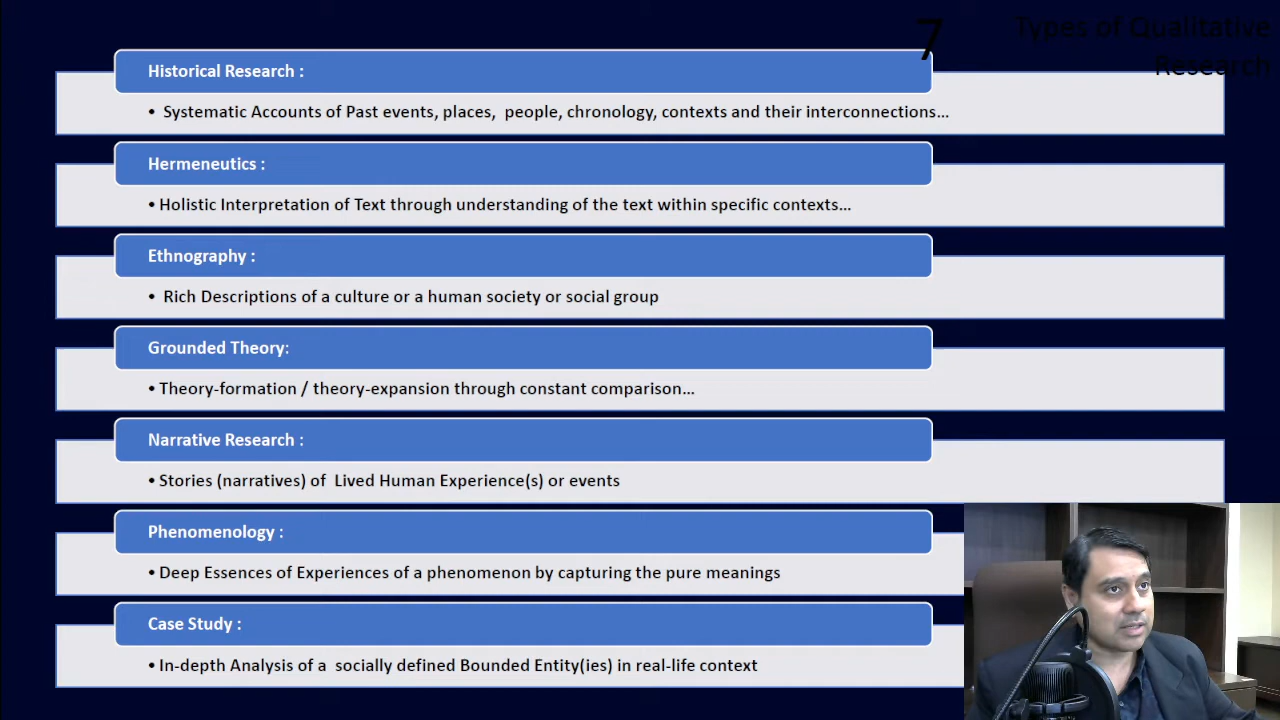 7 Types of Qualitative
Research
Historical Research :
• Systematic Accounts of Past events, places, people, chronology, contexts and their interconnections...
Hermeneutics :
• Holistic Interpretation of Text through understanding of the text within specific contexts...
Ethnography :
• Rich Descriptions of a culture or a human society or social group
Grounded Theory:
• Theory-formation / theory-expansion through constant comparison...
Narrative Research :
• Stories (narratives) of Lived Human Experience(s) or events
Phenomenology :
• Deep Essences of Experiences of a phenomenon by capturing the pure meanings
Case Study :
• In-depth Analysis of a socially defined Bounded Entity(ies) in real-life context